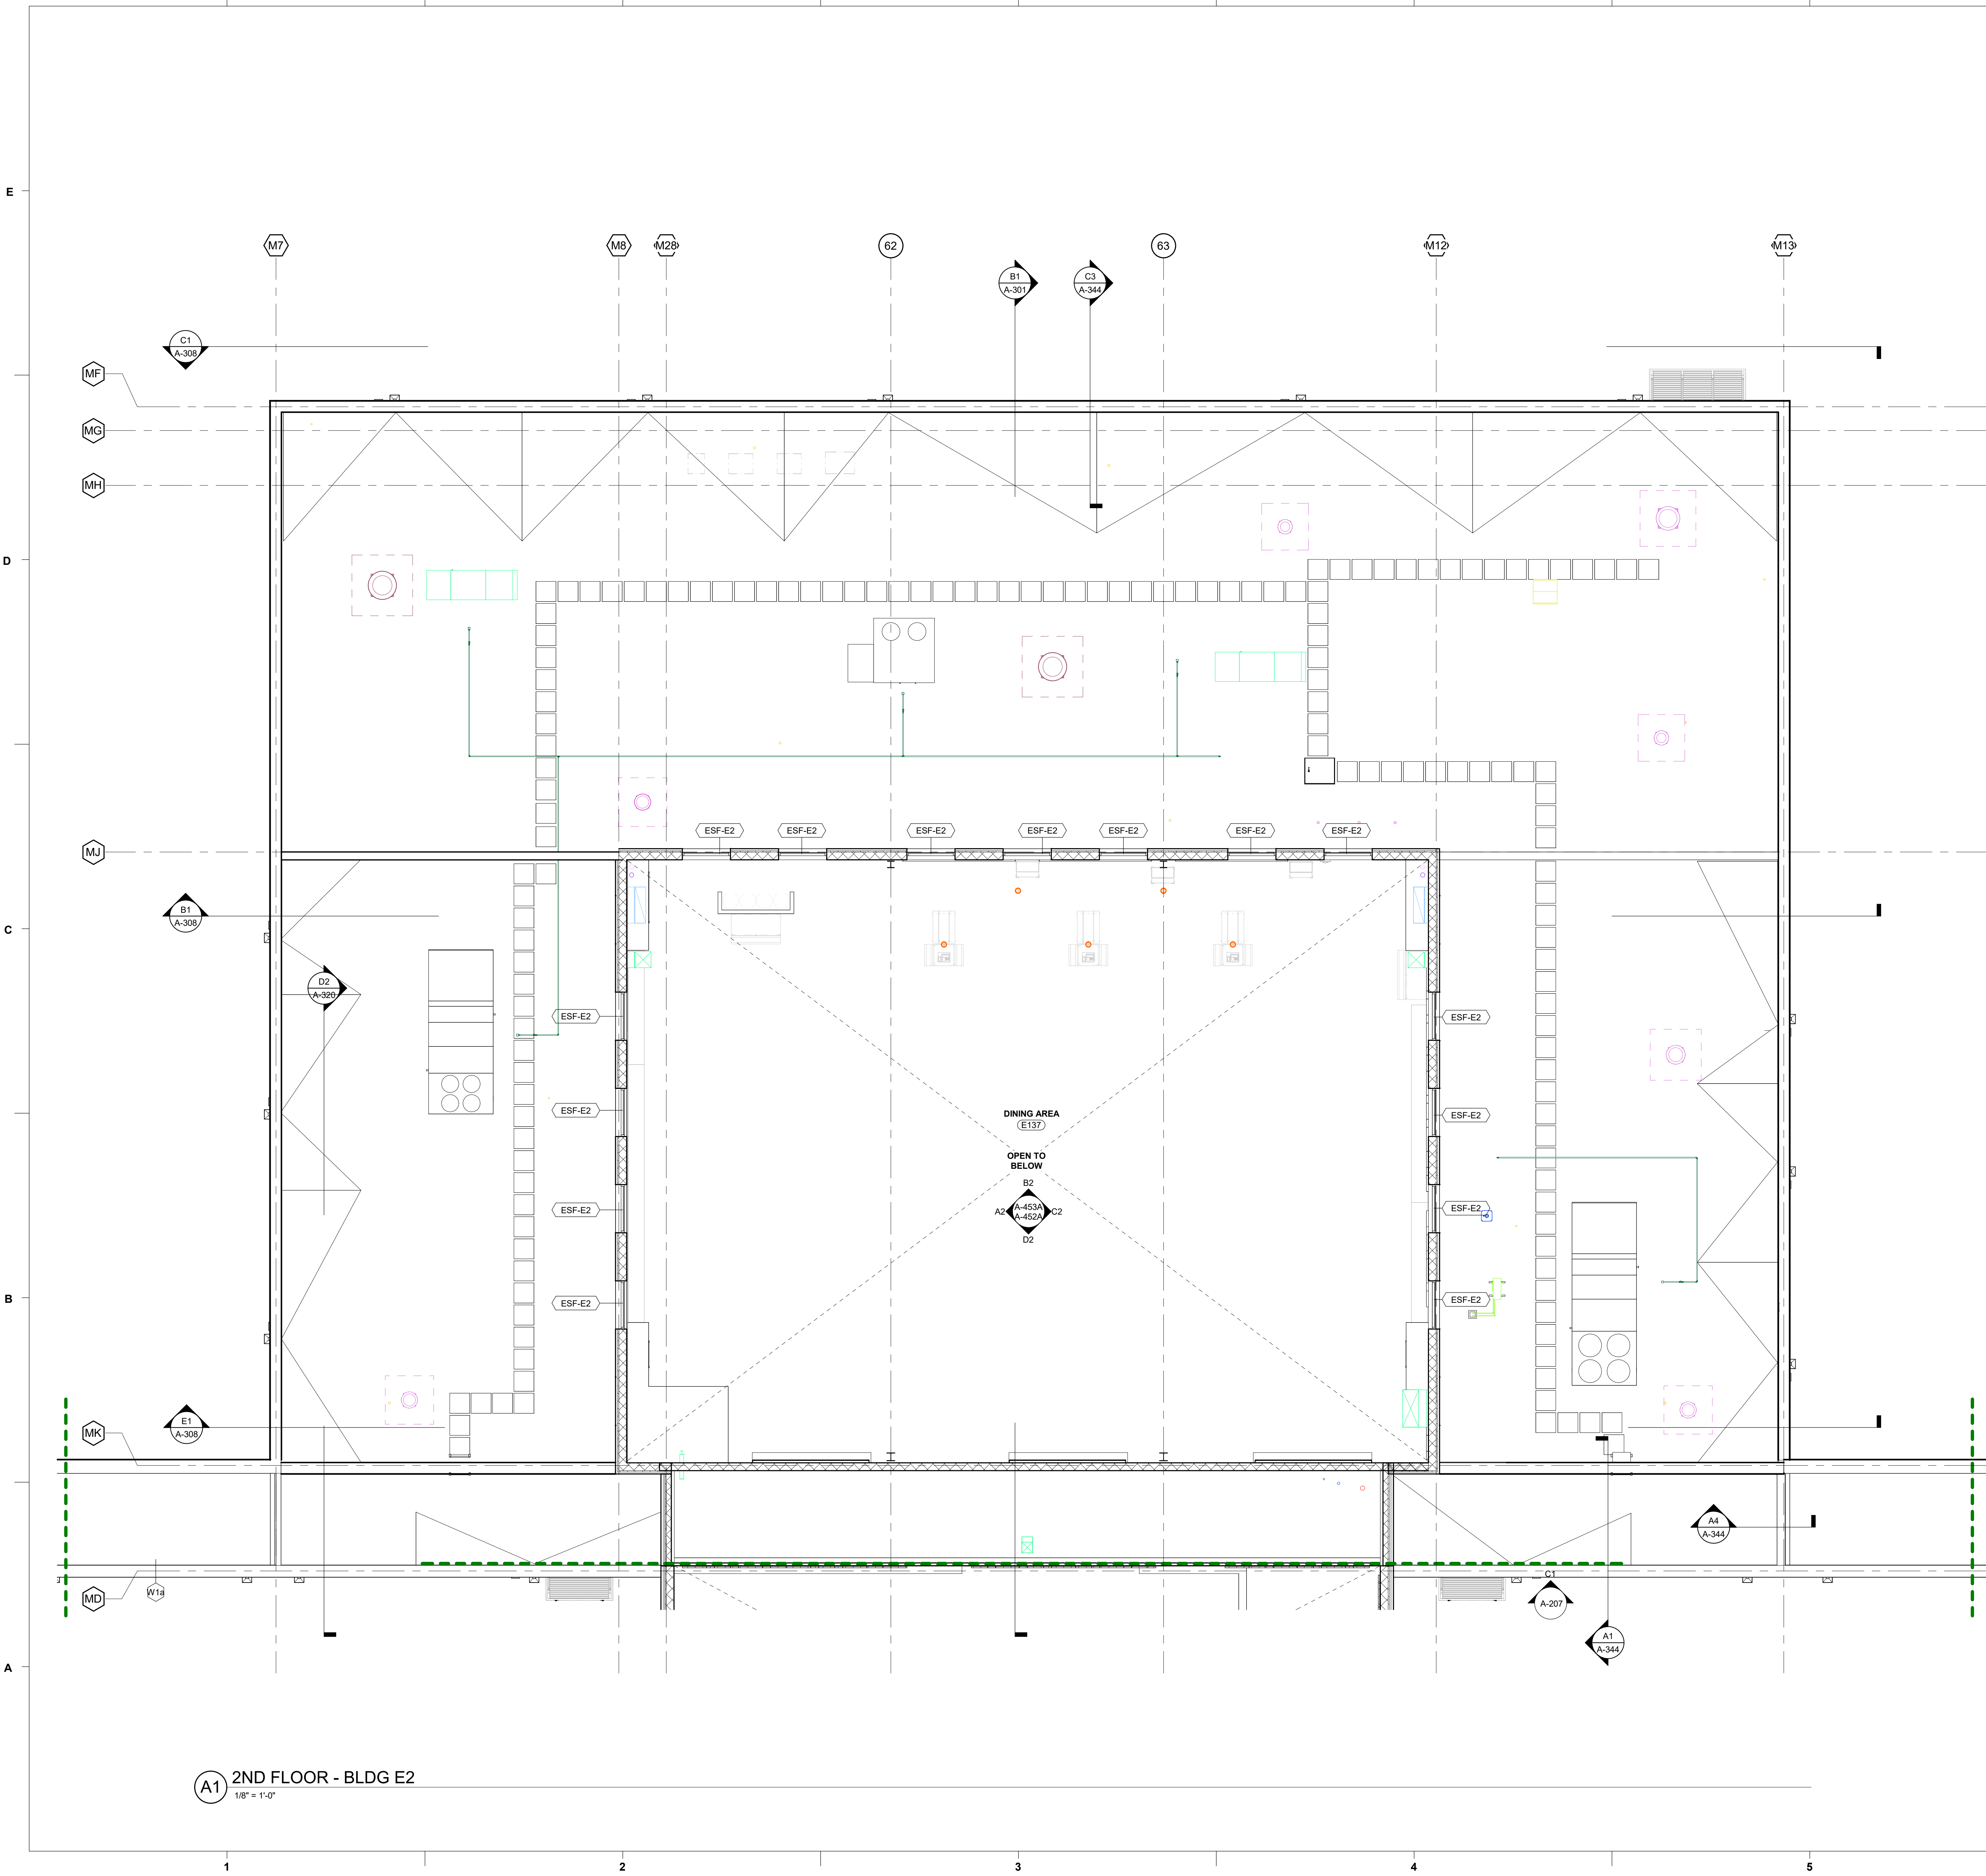 E
M7
M8
M28
62
63
M12
M13
B1
A-301
C3
A-344
C1
A-308
MF
MG
MH
D
MJ
ESF-E2
ESF-E2
ESF-E2
ESF-E2
ESF-E2
ESF-E2
ESF-E2
B1
A-308
C
D2
A-320
ESF-E2
ESF-E2
ESF-E2
ESF-E2
DINING AREA
E137
OPEN TO
BELOW
B2
A2
A-453A
A-452A
C2
D2
ESF-E2
ESF-E2
ESF-E2
ESF-E2
B
E1
A-308
MK
A4
A-344
W1a
MD
C1
A-207
A1
A-344
A
A1
2ND FLOOR - BLDG E2
1/8" = 1'-0"
1
2
3
4
5